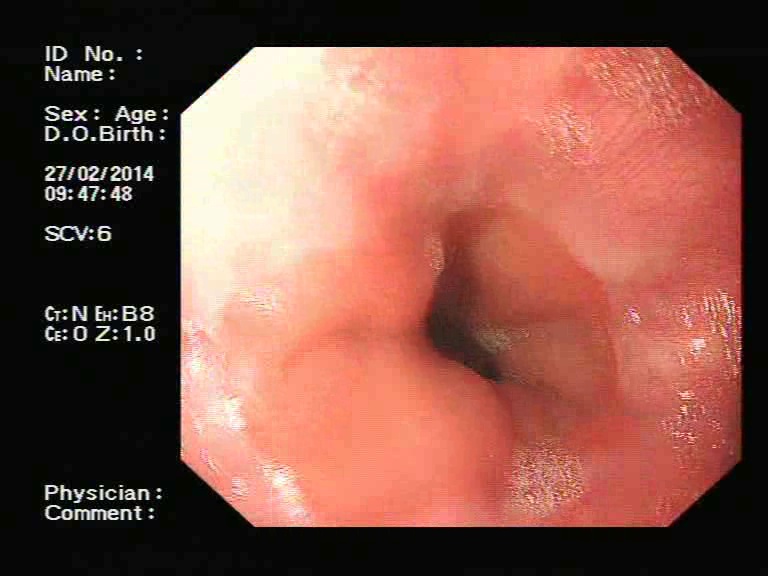 ID No. :
Name:
Sex: Age:
D.O.Birth:
27/02/2014
09:47:48
SCV:6
CT:N EH:B8
CE:0 Z:1.0
Physician:
Comment: